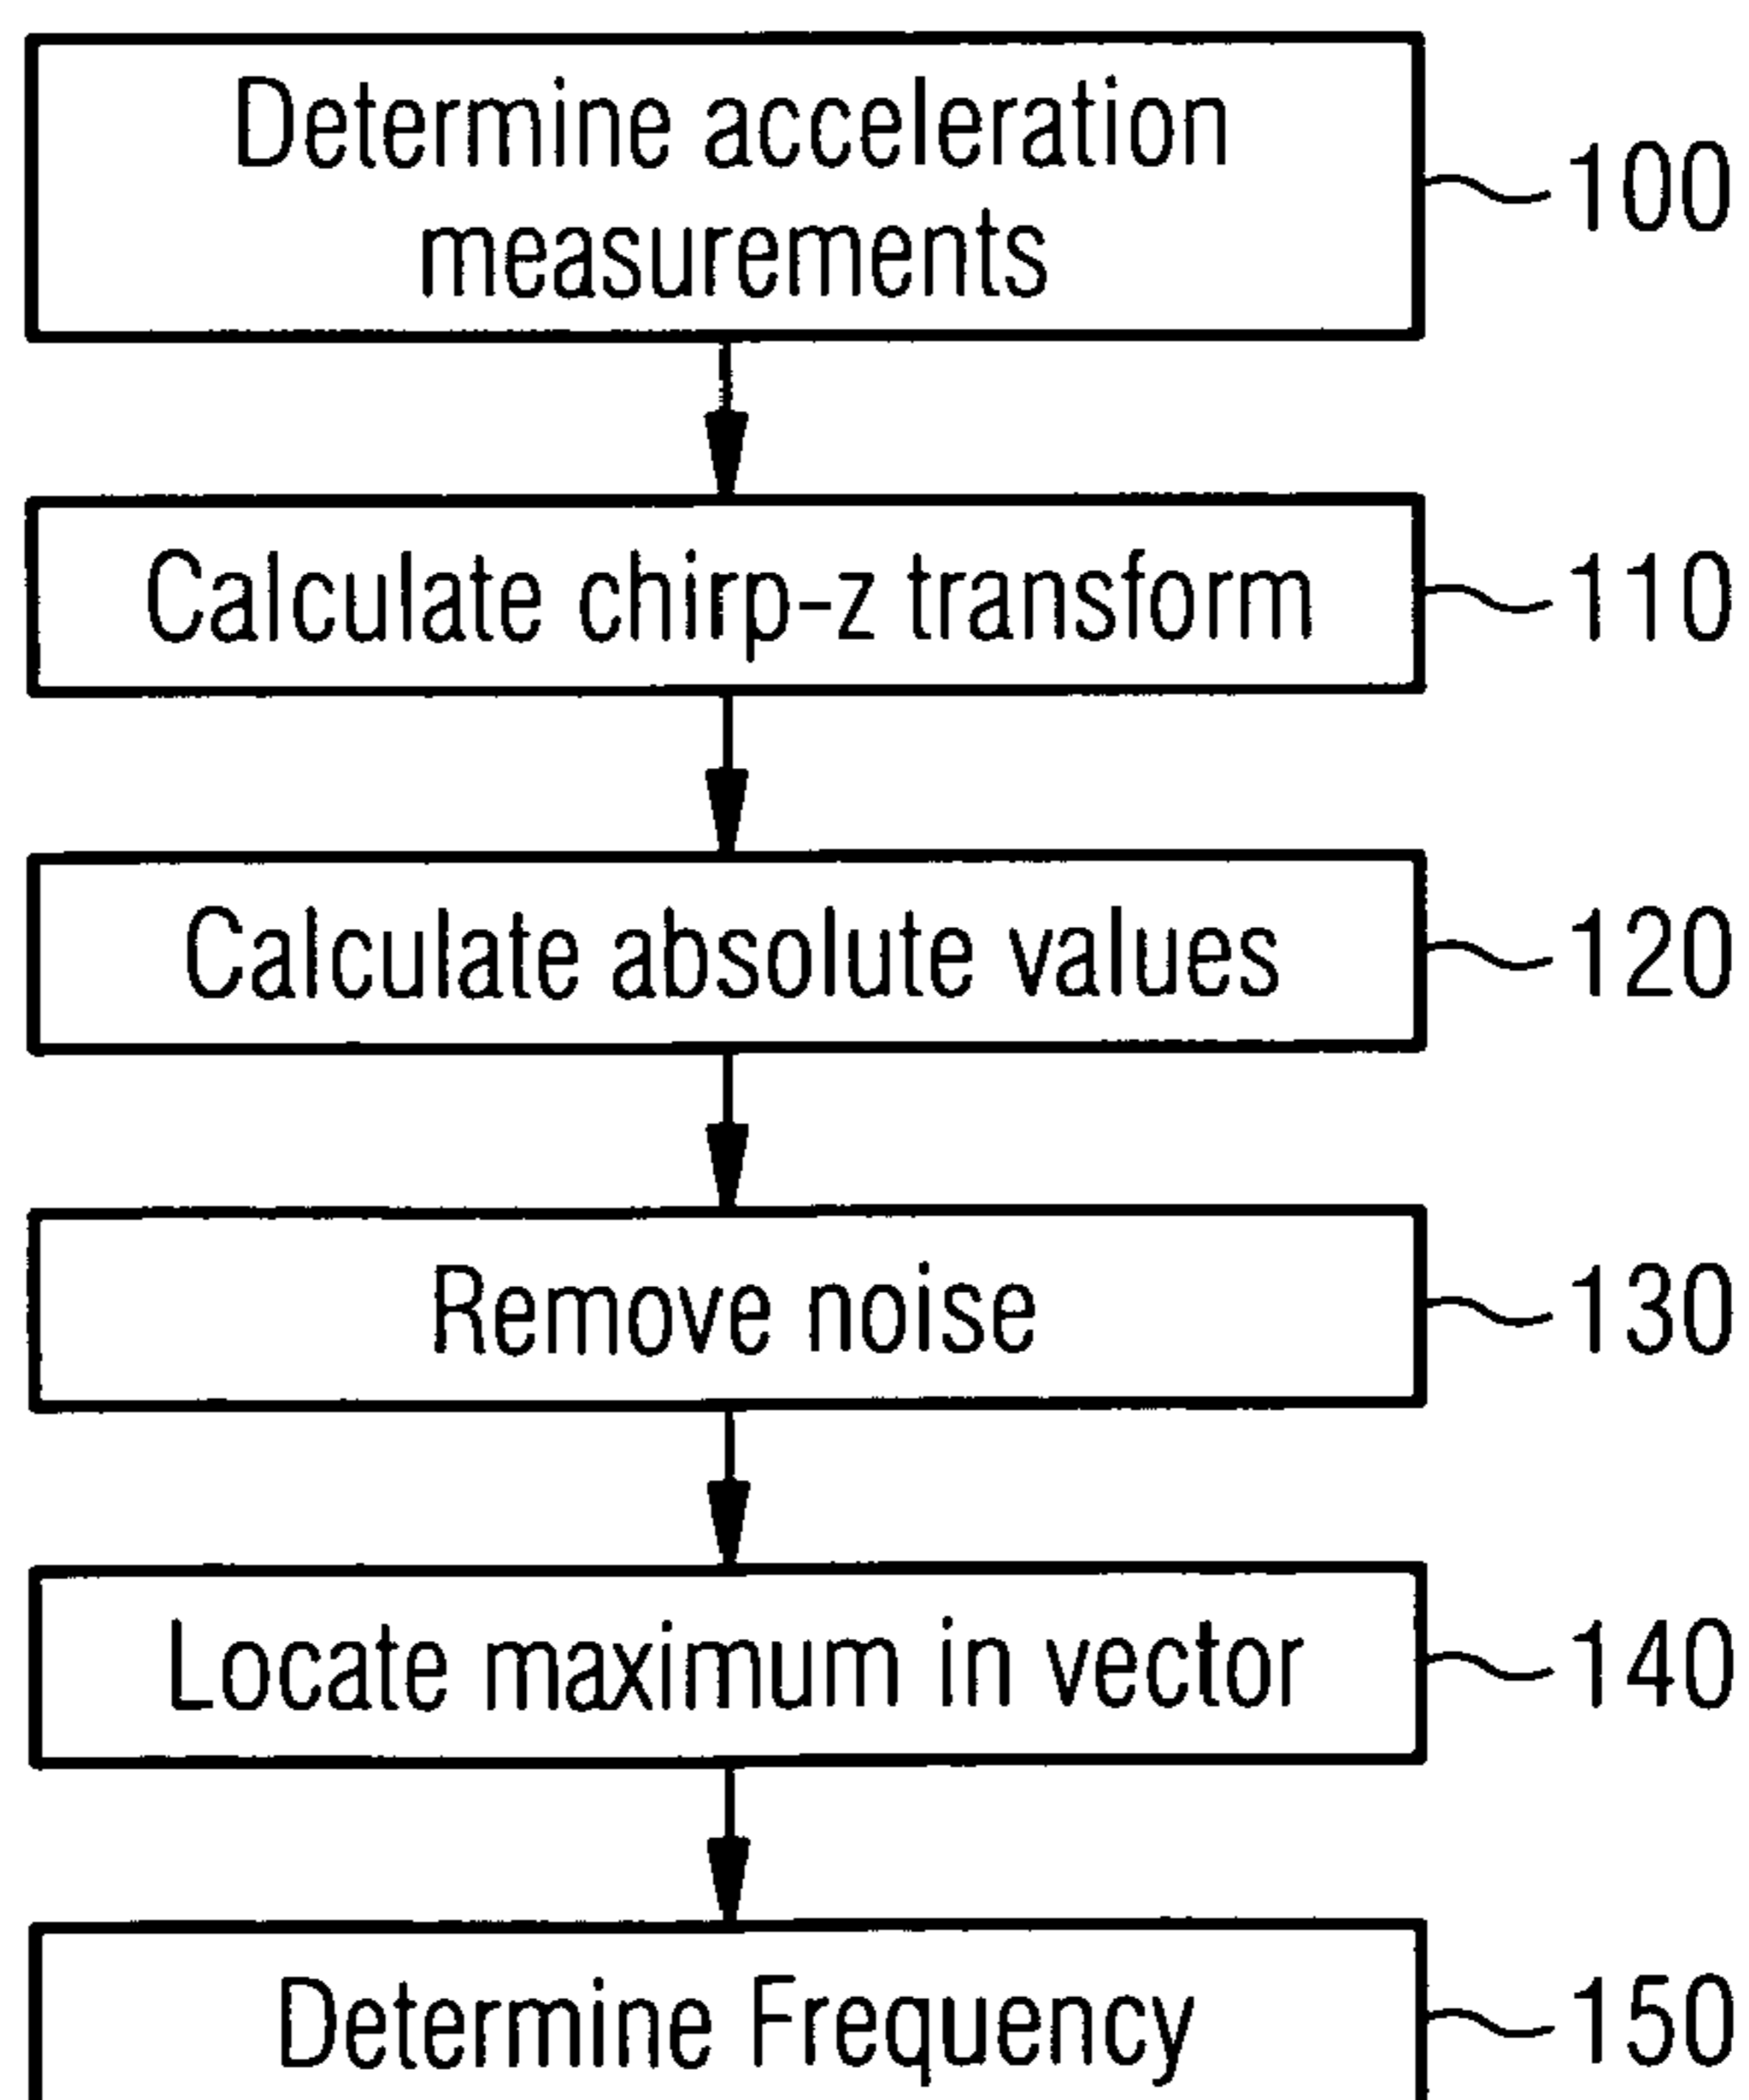 Determine acceleration
measurements
100
Calculate chirp-z transform
110
Calculate absolute values
120
Remove noise
130
Locate maximum in vector
140
Determine Frequency
150